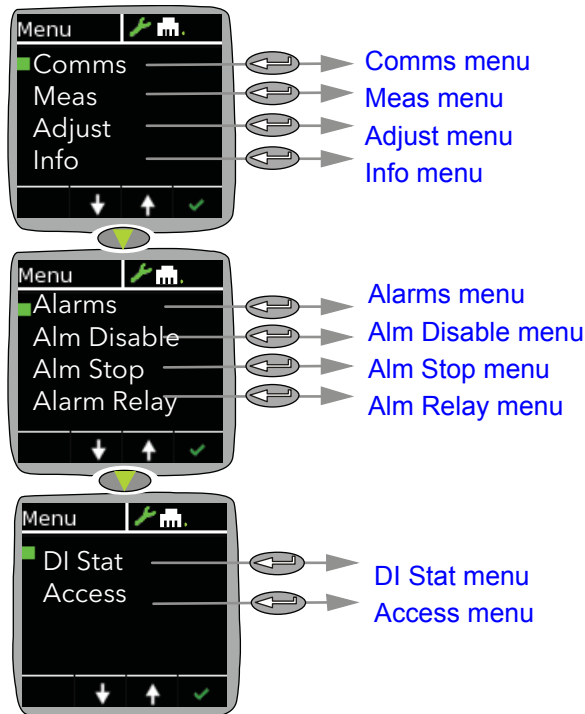 Menu
Comms
Comms menu
Meas
Meas menu
Adjust
Adjust menu
Info
Info menu
Menu
Alarms
Alarms menu
Alm Disable
Alm Disable menu
Alm Stop
Alm Stop menu
Alarm Relay
Alm Relay menu
Menu
DI Stat
DI Stat menu
Access
Access menu